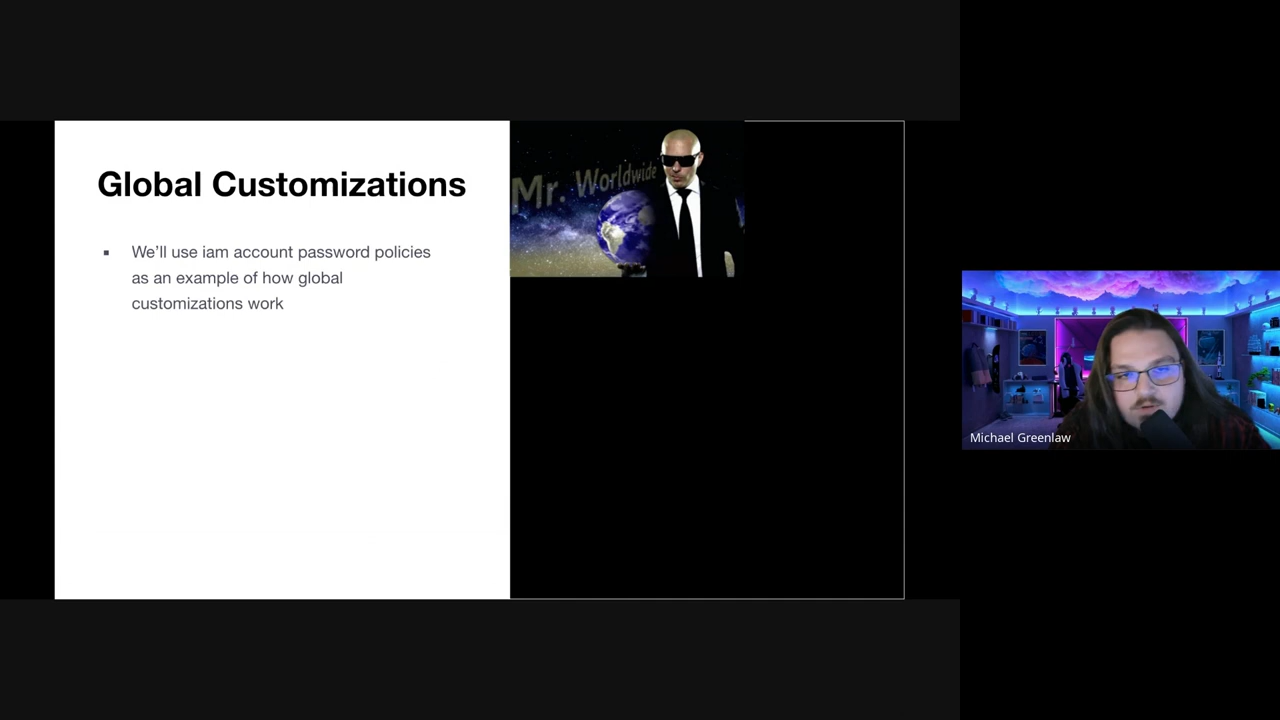 Global Customizations
Mr. Worldwide
▪ We’ll use iam account password policies
as an example of how global
customizations work
Michael Greenlaw